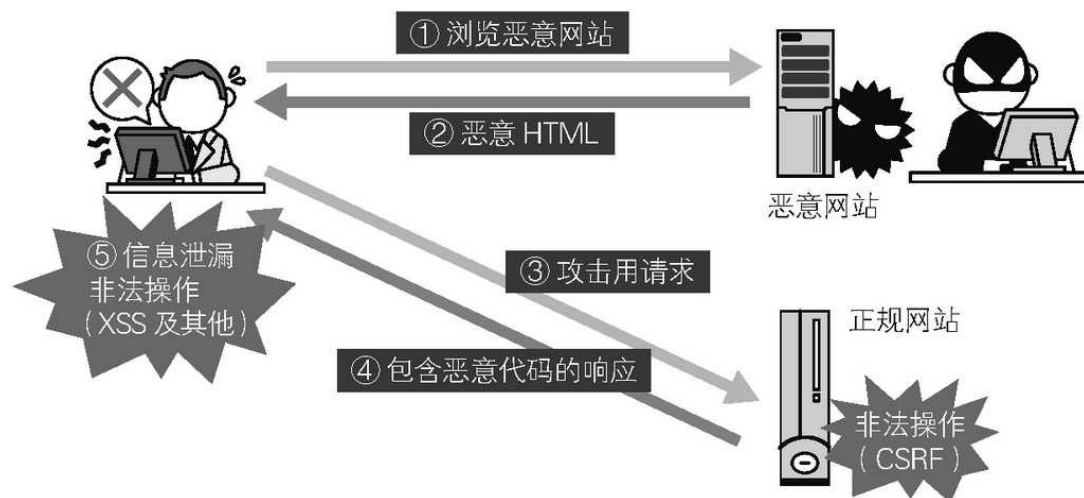 ① 浏览恶意网站
② 恶意 HTML
恶意网站
⑤ 信息泄漏
非法操作
（XSS 及其他）
③ 攻击用请求
正规网站
④ 包含恶意代码的响应
非法操作
（CSRF）